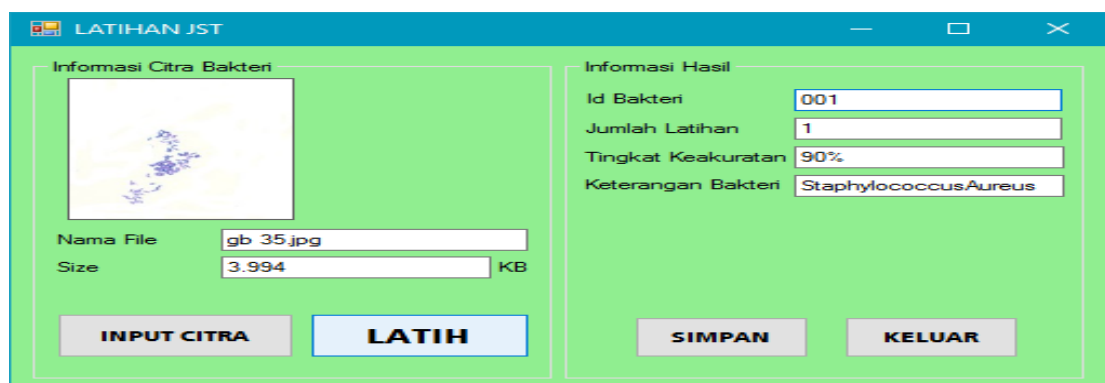 LATIHAN JST
Informasi Citra Bakteri
Nama File gb 35.jpg
Size 3.994 KB
INPUT CITRA LATIH
Informasi Hasil
Id Bakteri 001
Jumlah Latihan 1
Tingkat Keakuratan 90%
Keterangan Bakteri StaphylococcusAureus
SIMPAN KELUAR